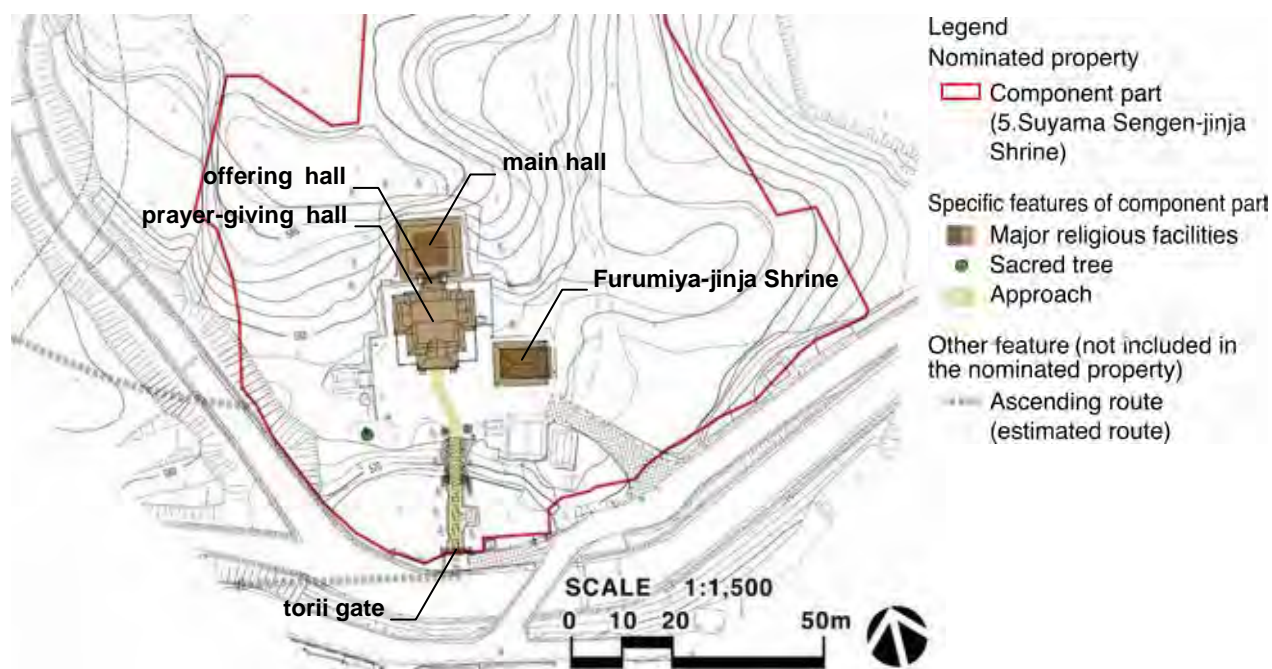 main hall
offering hall
prayer-giving hall
Furumiya-jinja Shrine
torii gate
SCALE 1:1,500
0 10 20 50m
Legend
Nominated property
Component part
(5.Suyama Sengen-jinja
Shrine)
Specific features of component part
Major religious facilities
Sacred tree
Approach
Other feature (not included in
the nominated property)
Ascending route
(estimated route)